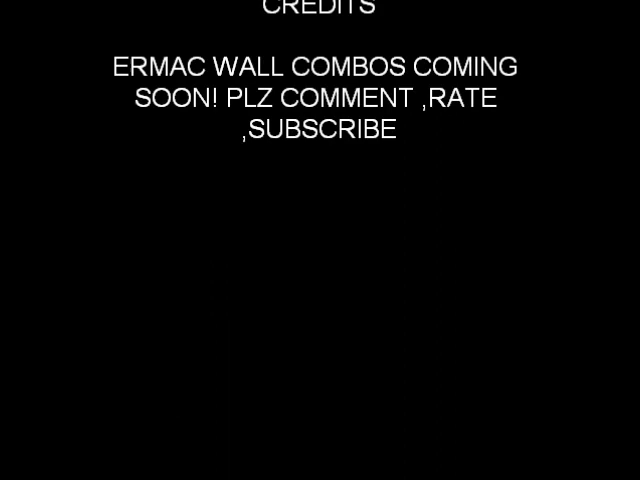 CREDITS
ERMAC WALL COMBOS COMING
SOON! PLZ COMMENT ,RATE
,SUBSCRIBE